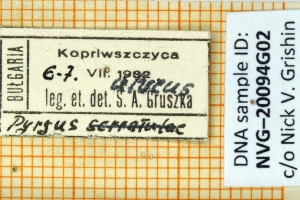 BULGARIA
Kopriwszczyca
6-7. VII. 1982
leg. et. det. S. A. Gruszka
Pyrgus serratulae
DNA sample ID:
NVG-20094G02
c/o Nick V. Grishin